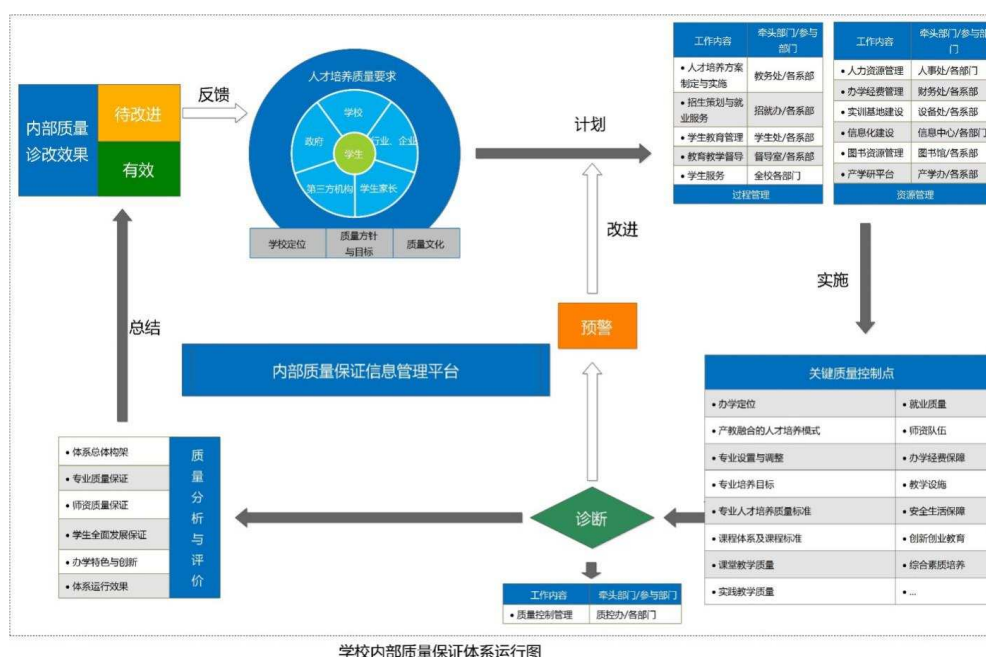 内部质量
诊改效果
待改进
有效
反馈
人才培养质量要求
学校
政府
行业、企业
学生
第三方机构
学生家长
学校定位
质量方针
与目标
质量文化
计划
工作内容
牵头部门/参与
部门
• 人才培养方案
制定与实施
教务处/各系部
• 招生策划与就
业服务
招就办/各系部
• 学生教育管理
学生处/各系部
• 教育教学督导
督导室/各系部
• 学生服务
全校各部门
过程管理
工作内容
牵头部门/参与部
门
• 人力资源管理
人事处/各部门
• 办学经费管理
财务处/各系部
• 实训基地建设
设备处/各系部
• 信息化建设
信息中心/各部门
• 图书资源管理
图书馆/各系部
• 产学研平台
产学办/各系部
资源管理
改进
实施
预警
总结
内部质量保证信息管理平台
关键质量控制点
• 办学定位
• 就业质量
• 产教融合的人才培养模式
• 师资队伍
• 专业设置与调整
• 办学经费保障
• 专业培养目标
• 教学设施
• 专业人才培养质量标准
• 安全生活保障
• 课程体系及课程标准
• 创新创业教育
• 课堂教学质量
• 综合素质培养
• 实践教学质量
• ...
诊断
• 体系总体构架
• 专业质量保证
• 师资质量保证
• 学生全面发展保证
• 办学特色与创新
• 体系运行效果
质量分析与评价
工作内容
牵头部门/参与部门
• 质量控制管理
质控办/各部门
学校内部质量保证体系运行图